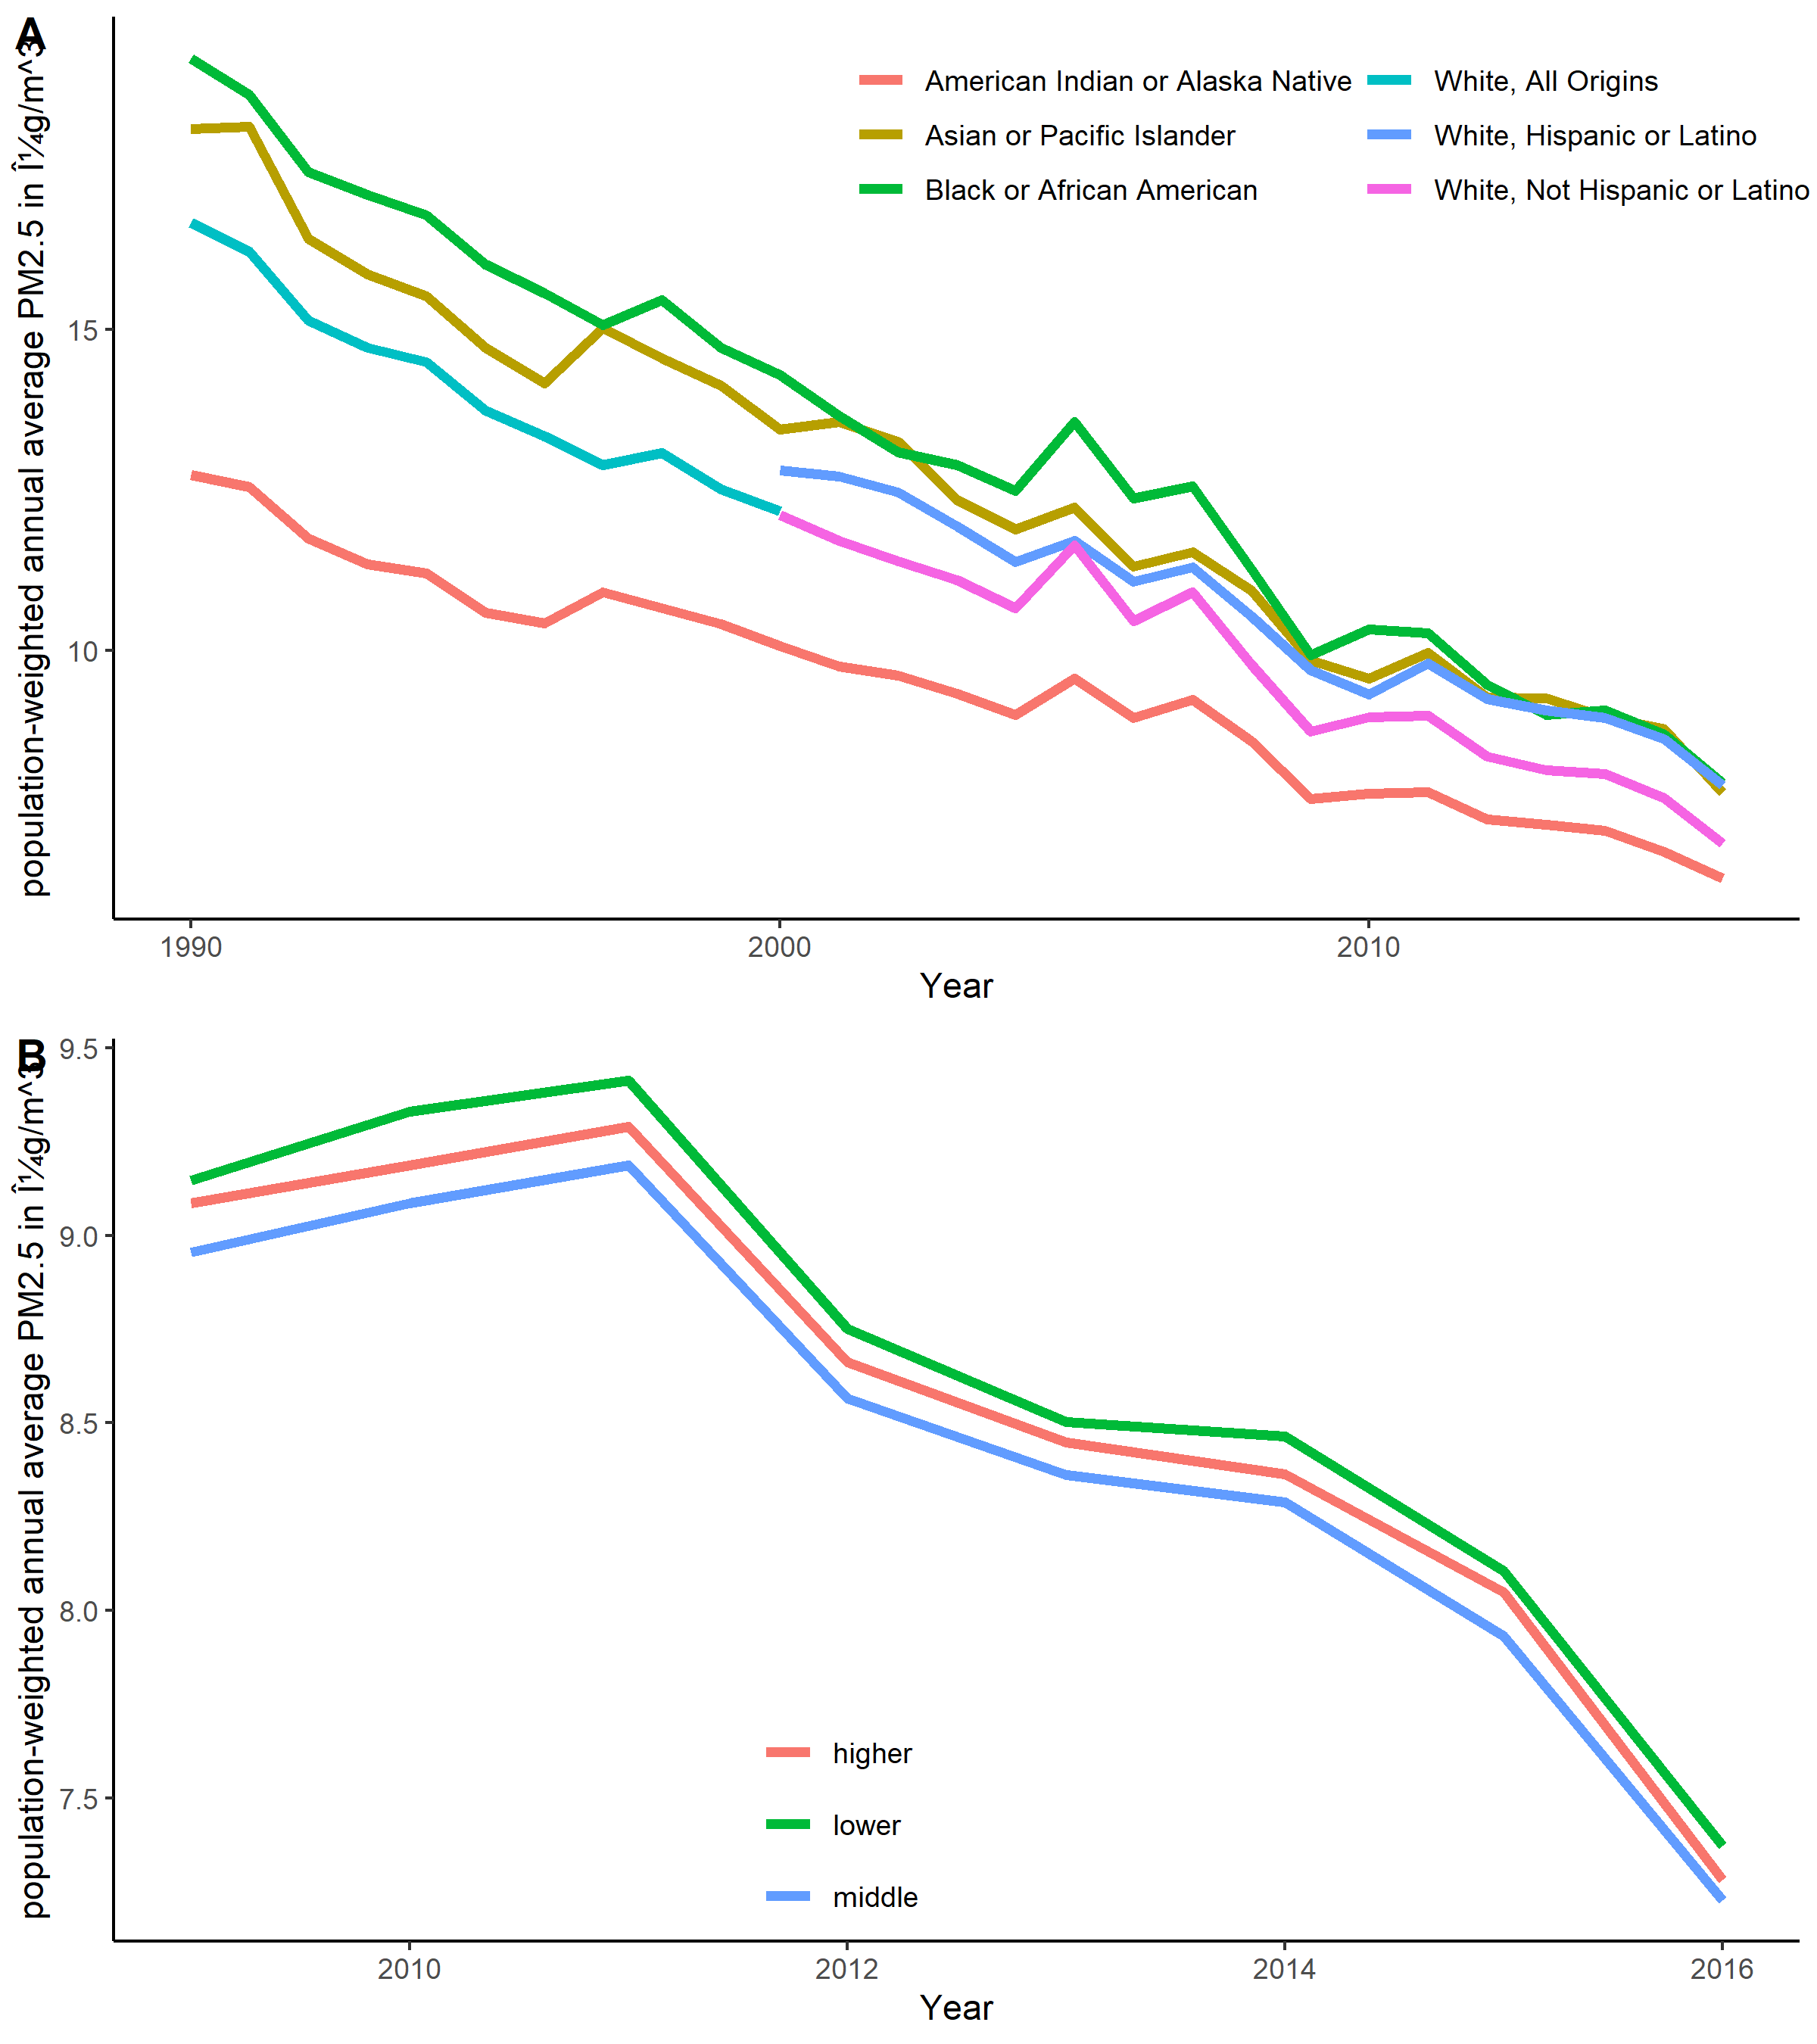 A
population-weighted annual average PM2.5 in Î¼g/m^3
American Indian or Alaska Native
Asian or Pacific Islander
Black or African American
White, All Origins
White, Hispanic or Latino
White, Not Hispanic or Latino
15
10
1990
2000
2010
Year
B
population-weighted annual average PM2.5 in Î¼g/m^3
9.5
9.0
8.5
8.0
7.5
higher
lower
middle
2010
2012
2014
2016
Year